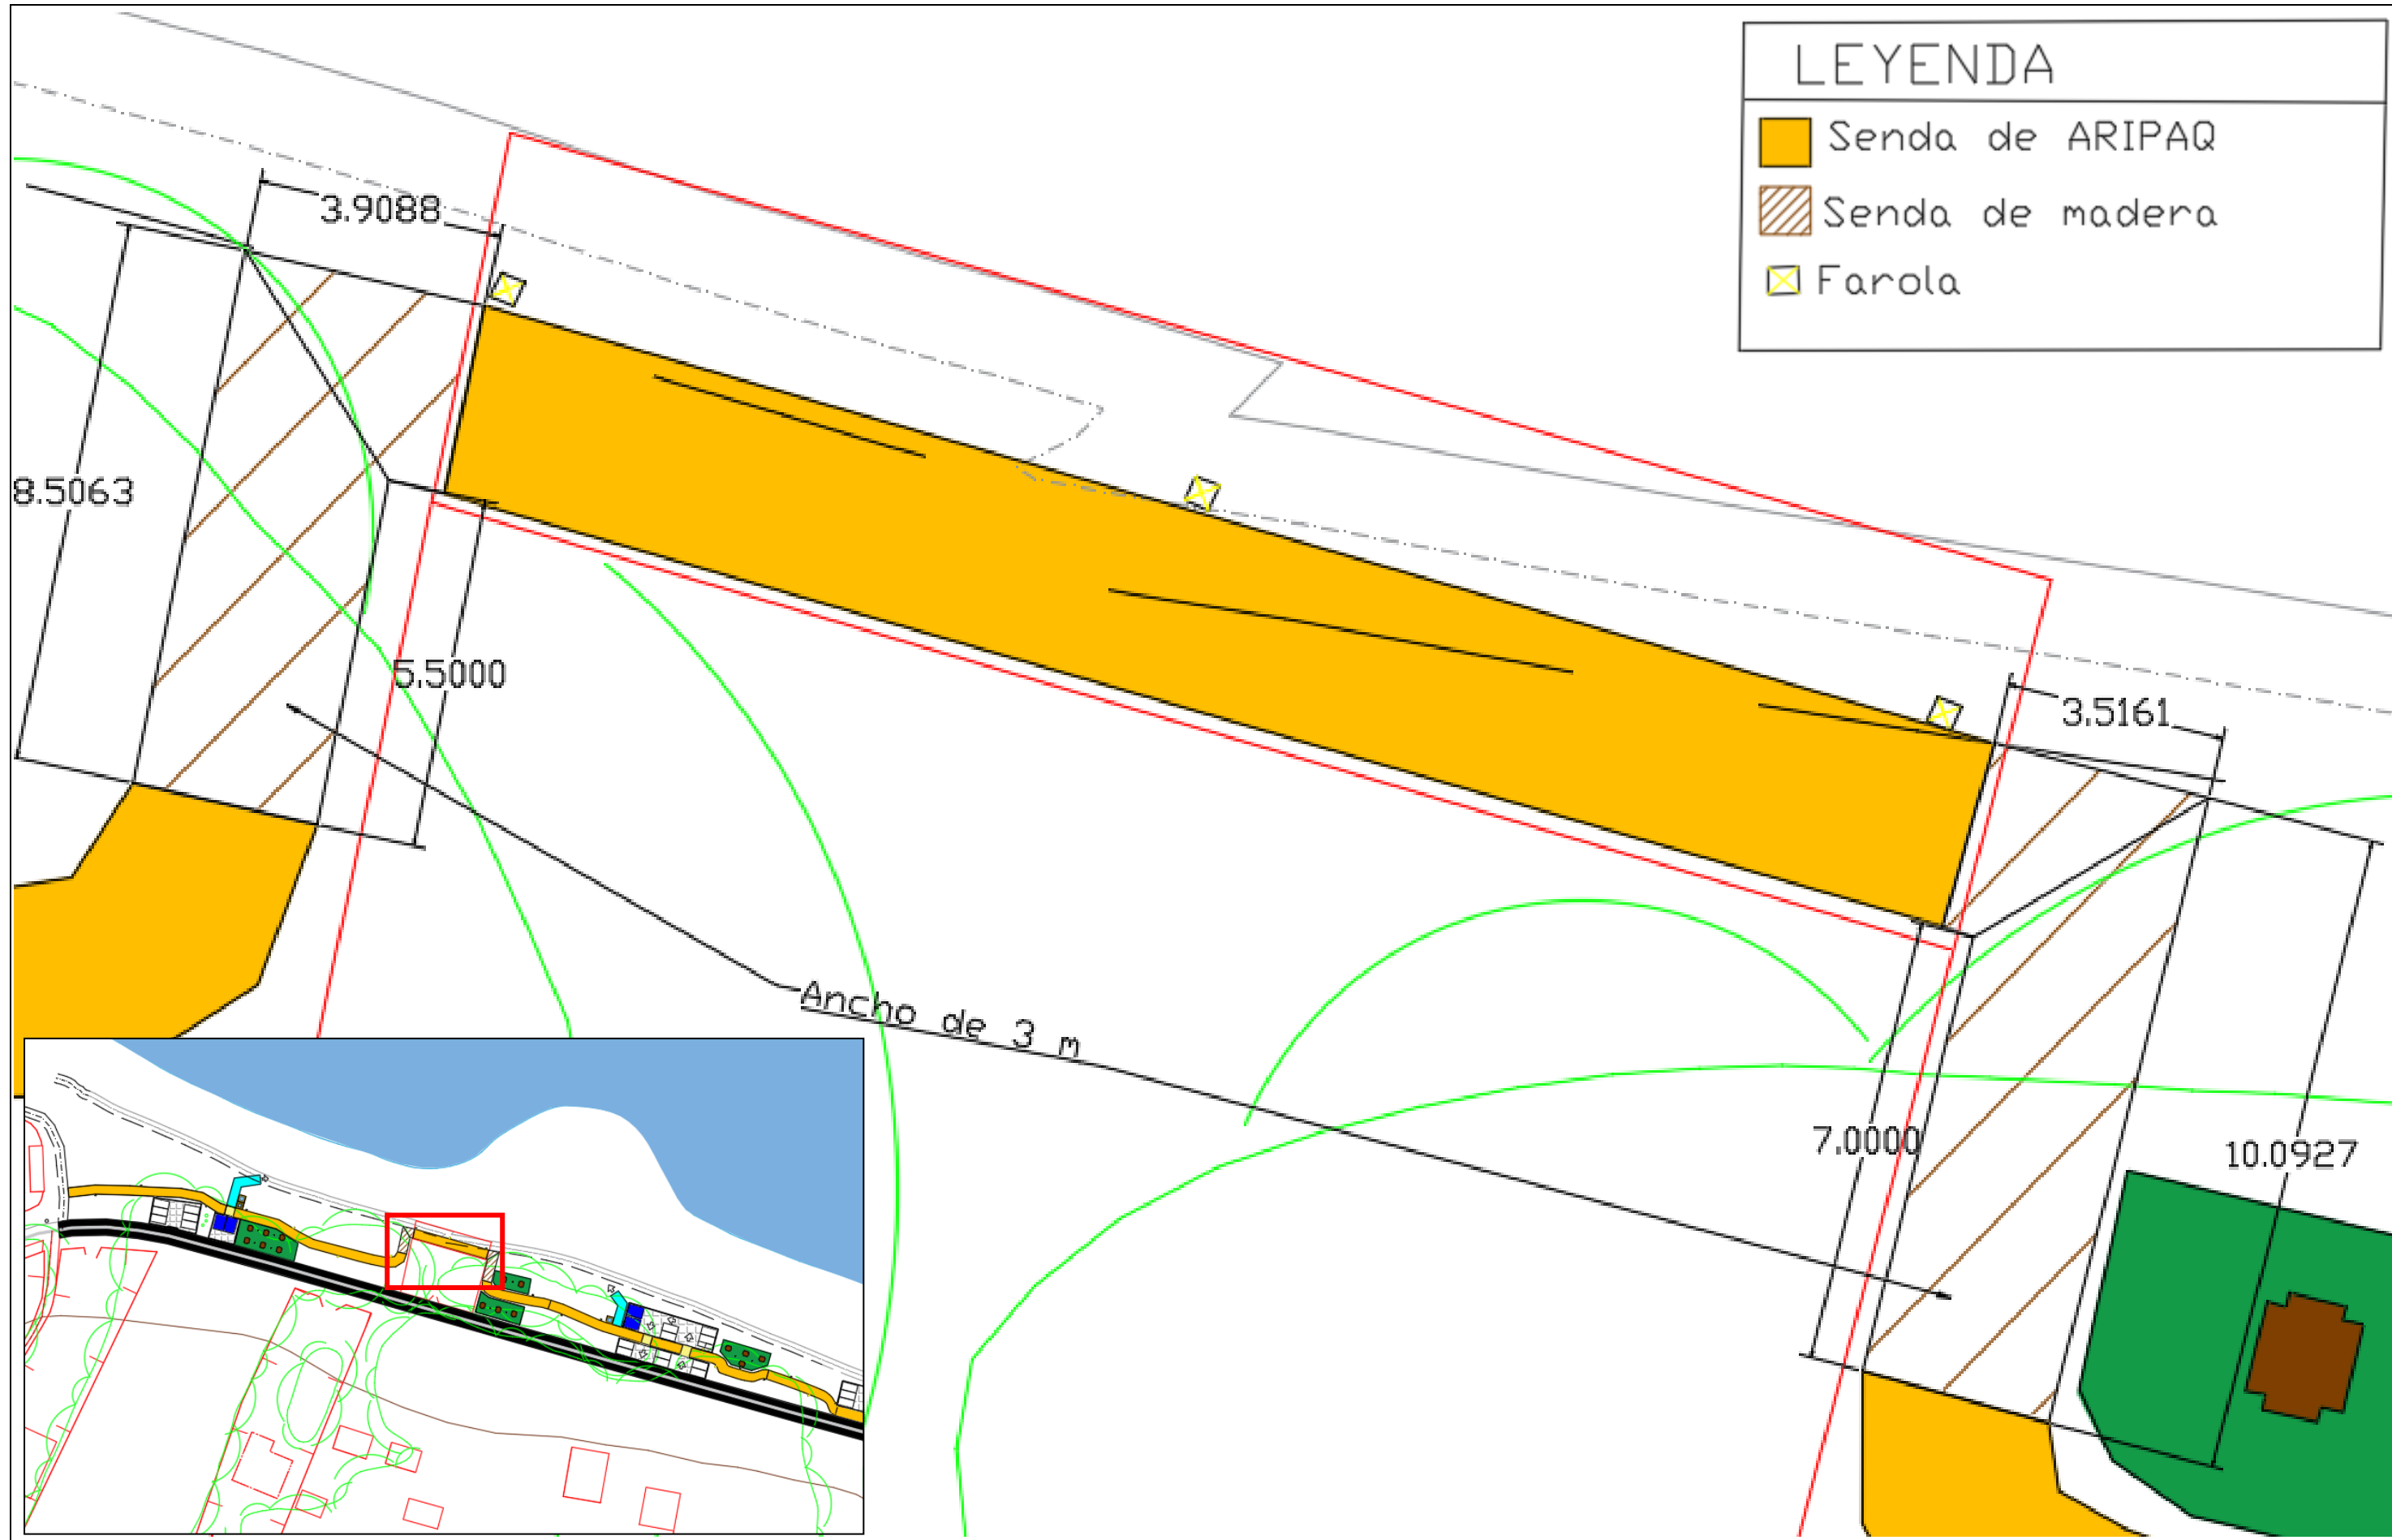 LEYENDA
Senda de ARIPAQ
Senda de madera
Farola
3.9088
8.5063
5.5000
3.5161
Ancho de 3 m
7.0000
10.0927